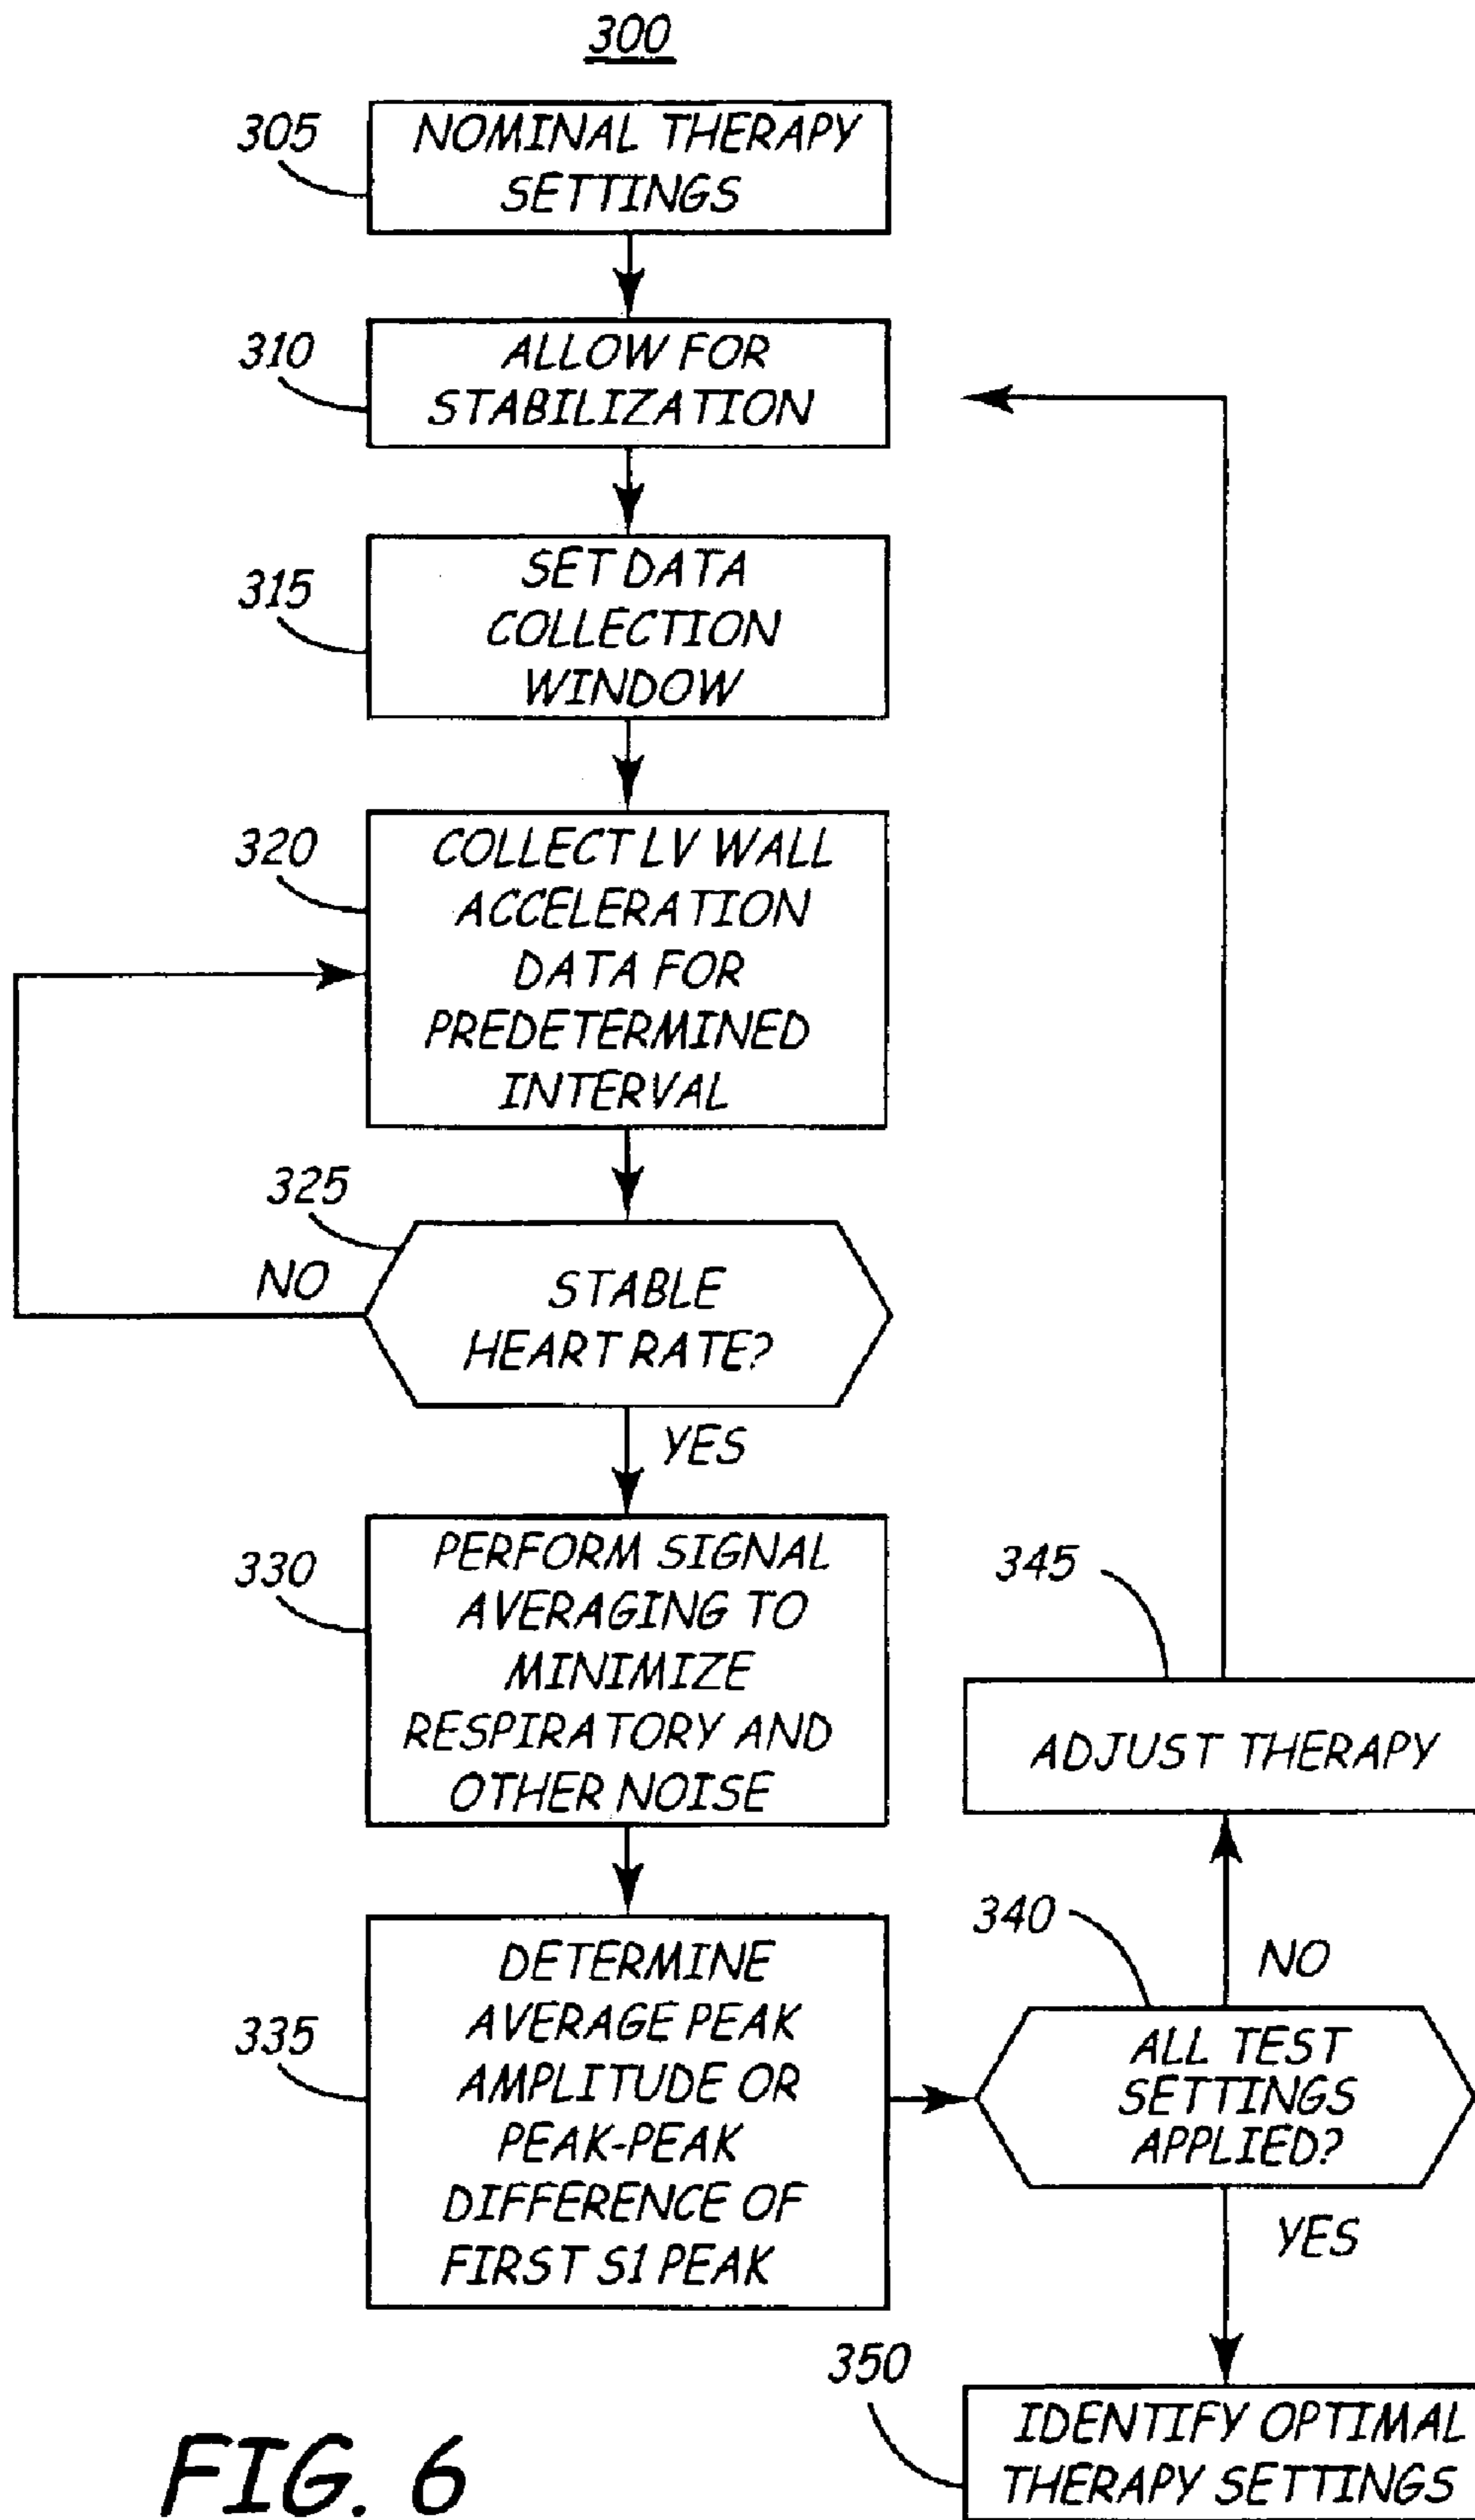 300
305
NOMINAL THERAPY
SETTINGS
310
ALLOW FOR
STABILIZATION
315
SET DATA
COLLECTION
WINDOW
320
COLLECT LV WALL
ACCELERATION
DATA FOR
PREDETERMINED
INTERVAL
325
NO
STABLE
HEART RATE?
YES
330
PERFORM SIGNAL
AVERAGING TO
MINIMIZE
RESPIRATORY AND
OTHER NOISE
345
ADJUST THERAPY
335
DETERMINE
AVERAGE PEAK
AMPLITUDE OR
PEAK-PEAK
DIFFERENCE OF
FIRST S1 PEAK
340
NO
ALL TEST
SETTINGS
APPLIED?
YES
350
IDENTIFY OPTIMAL
THERAPY SETTINGS
FIG. 6